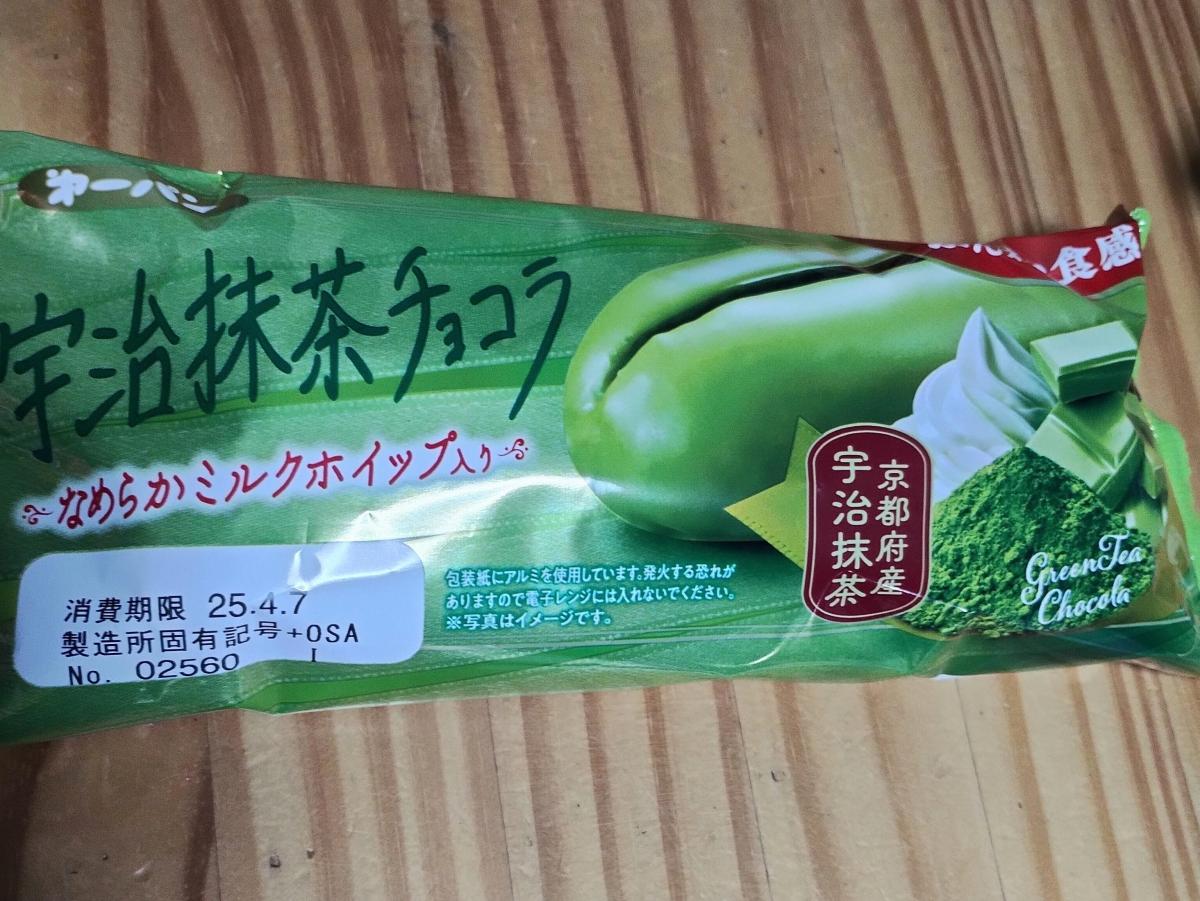 第一パン
宇治抹茶チョコラ
なめらかミルクホイップ入り
食感
京都府産
宇治抹茶
Green Tea
Chocola
包装紙にアルミを使用しています。発火する恐れが
ありますので電子レンジには入れないでください。
※写真はイメージです。
消費期限 25.4.7
製造所固有記号+OSA
No. 02560 I